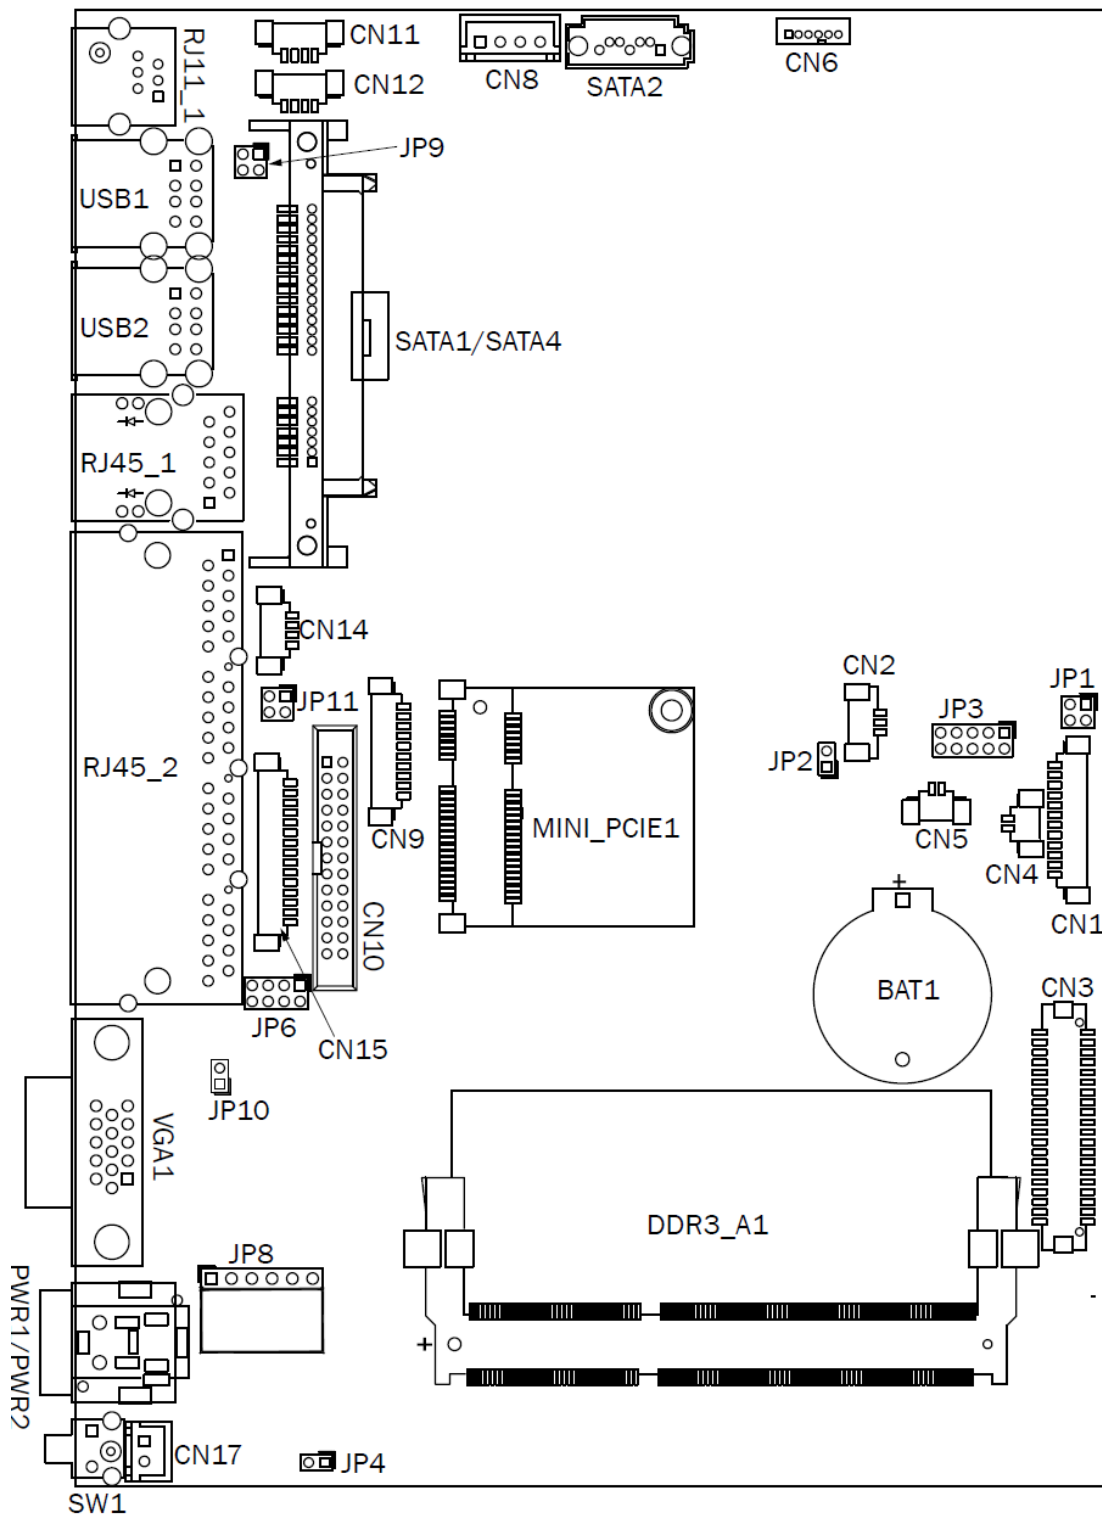 RJ11_1
CN11
CN8
SATA2
CN6
CN12
JP9
USB1
USB2
SATA1/SATA4
RJ45_1
CN14
CN2
JP1
JP11
JP3
RJ45_2
JP2
CN9
MINI_PCIE1
CN5
CN4
CN1
CN10
+
BAT1
CN3
JP6
CN15
JP10
VGA1
DDR3_A1
JP8
PWR1/PWR2
+
-
CN17
JP4
SW1